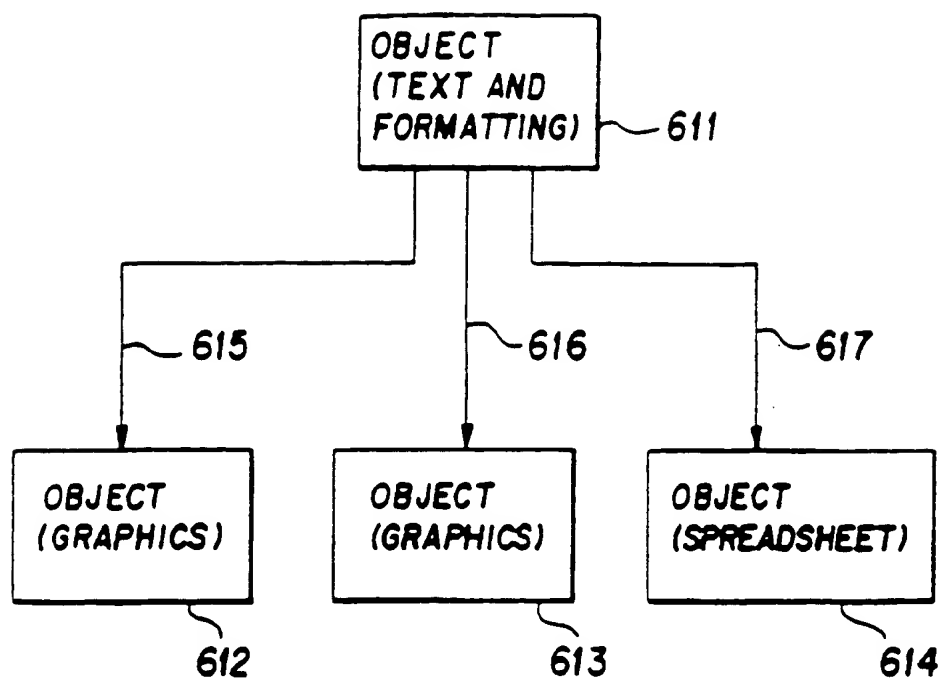 OBJECT
(TEXT AND
FORMATTING)
611
615
616
617
OBJECT
(GRAPHICS)
OBJECT
(GRAPHICS)
OBJECT
(SPREADSHEET)
612
613
614